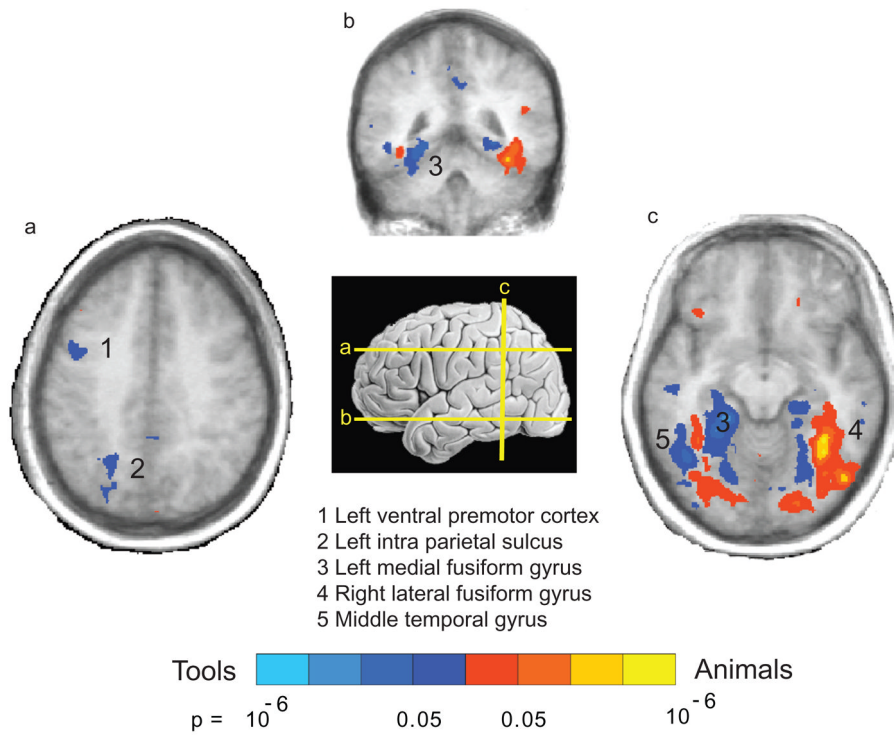 b
3
a
1
2
c
a
b
c
3
4
5
1 Left ventral premotor cortex
2 Left intra parietal sulcus
3 Left medial fusiform gyrus
4 Right lateral fusiform gyrus
5 Middle temporal gyrus
Tools Animals
p = 10-6 0.05 0.05 10-6